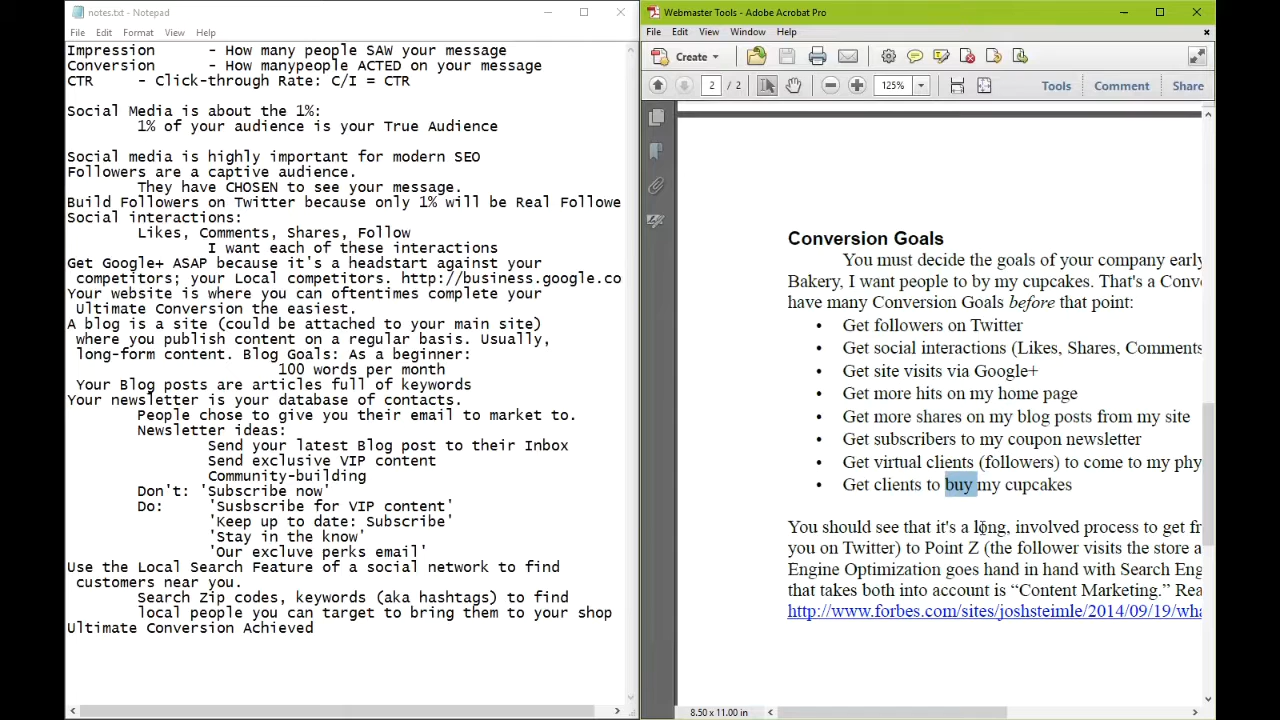 notes.txt - Notepad
File Edit Format View Help
Impression - How many people SAW your message
Conversion - How manypeople ACTED on your message
CTR - Click-through Rate: C/I = CTR
Social Media is about the 1%:
1% of your audience is your True Audience
Social media is highly important for modern SEO
Followers are a captive audience.
They have CHOSEN to see your message.
Build Followers on Twitter because only 1% will be Real Followe
Social interactions:
Likes, Comments, Shares, Follow
I want each of these interactions
Get Google+ ASAP because it's a headstart against your
competitors; your Local competitors. http://business.google.co
Your website is where you can oftentimes complete your
Ultimate Conversion the easiest.
A blog is a site (could be attached to your main site)
where you publish content on a regular basis. Usually,
long-form content. Blog Goals: As a beginner:
100 words per month
Your Blog posts are articles full of keywords
Your newsletter is your database of contacts.
People chose to give you their email to market to.
Newsletter ideas:
Send your latest Blog post to their Inbox
Send exclusive VIP content
Community-building
Don't: 'Subscribe now'
Do: 'Susbscribe for VIP content'
'Keep up to date: Subscribe'
'Stay in the know'
'Our excluve perks email'
Use the Local Search Feature of a social network to find
customers near you.
Search Zip codes, keywords (aka hashtags) to find
local people you can target to bring them to your shop
Ultimate Conversion Achieved
Webmaster Tools - Adobe Acrobat Pro
File Edit View Window Help
Create
2 / 2 125% Tools Comment Share
Conversion Goals
You must decide the goals of your company early
Bakery, I want people to by my cupcakes. That's a Conv
have many Conversion Goals before that point:
• Get followers on Twitter
• Get social interactions (Likes, Shares, Comments
• Get site visits via Google+
• Get more hits on my home page
• Get more shares on my blog posts from my site
• Get subscribers to my coupon newsletter
• Get virtual clients (followers) to come to my phy
• Get clients to buy my cupcakes
You should see that it's a long, involved process to get fr
you on Twitter) to Point Z (the follower visits the store a
Engine Optimization goes hand in hand with Search Eng
that takes both into account is “Content Marketing.” Rea
http://www.forbes.com/sites/joshsteimle/2014/09/19/wha
8.50 x 11.00 in